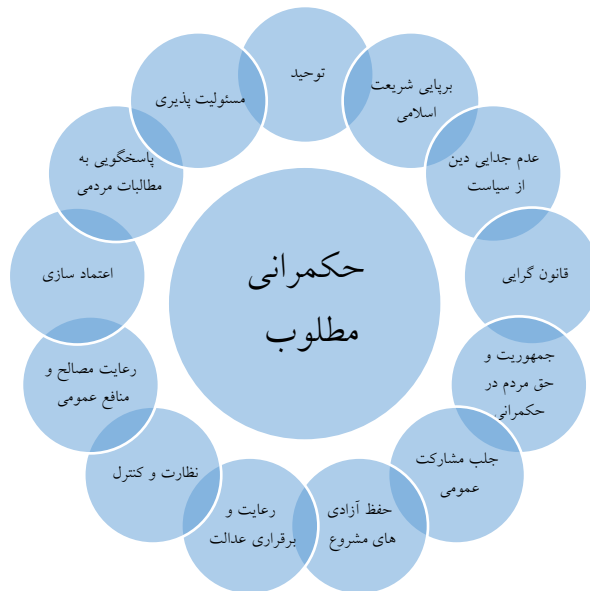 توحید
برپایی شریعت
اسلامی
عدم جدایی دین
از سیاست
قانون گرایی
جمهوریت و
حق مردم در
حکمرانی
جلب مشارکت
عمومی
حفظ آزادی
های مشروع
رعایت و
برقراری عدالت
نظارت و کنترل
رعایت مصالح و
منافع عمومی
اعتماد سازی
پاسخگویی به
مطالبات مردمی
مسئولیت پذیری
حکمرانی
مطلوب